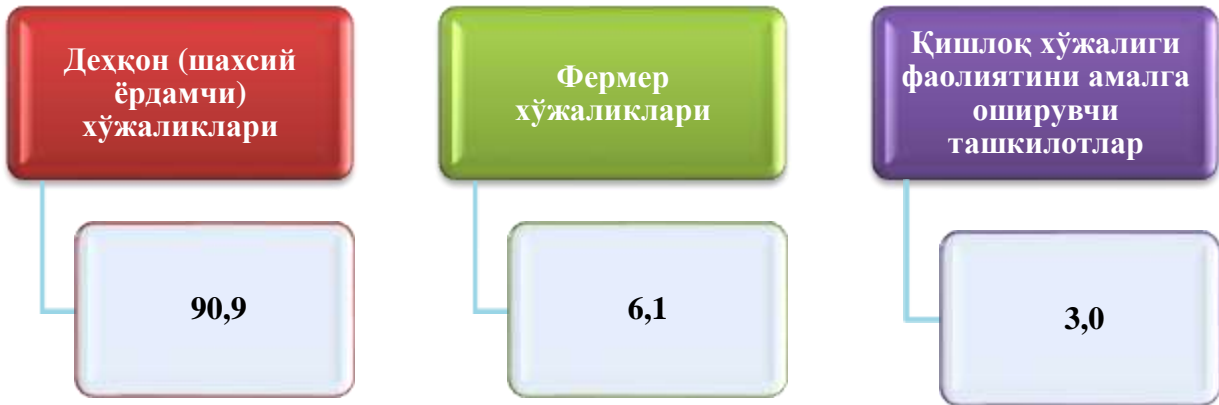 Деҳқон (шахсий
ёрдамчи)
хўжаликлари
90,9
Фермер
хўжаликлари
6,1
Қишлоқ хўжалиги
фаолиятини амалга
оширувчи
ташкилотлар
3,0